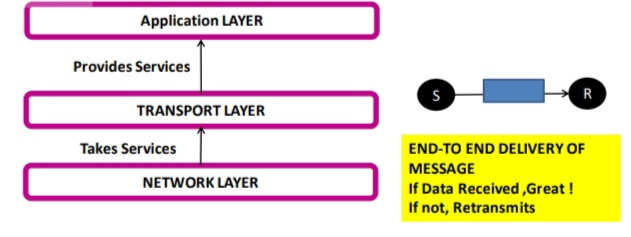 Application LAYER
Provides Services
TRANSPORT LAYER
Takes Services
NETWORK LAYER
S
R
END-TO END DELIVERY OF
MESSAGE
If Data Received ,Great !
If not, Retransmits